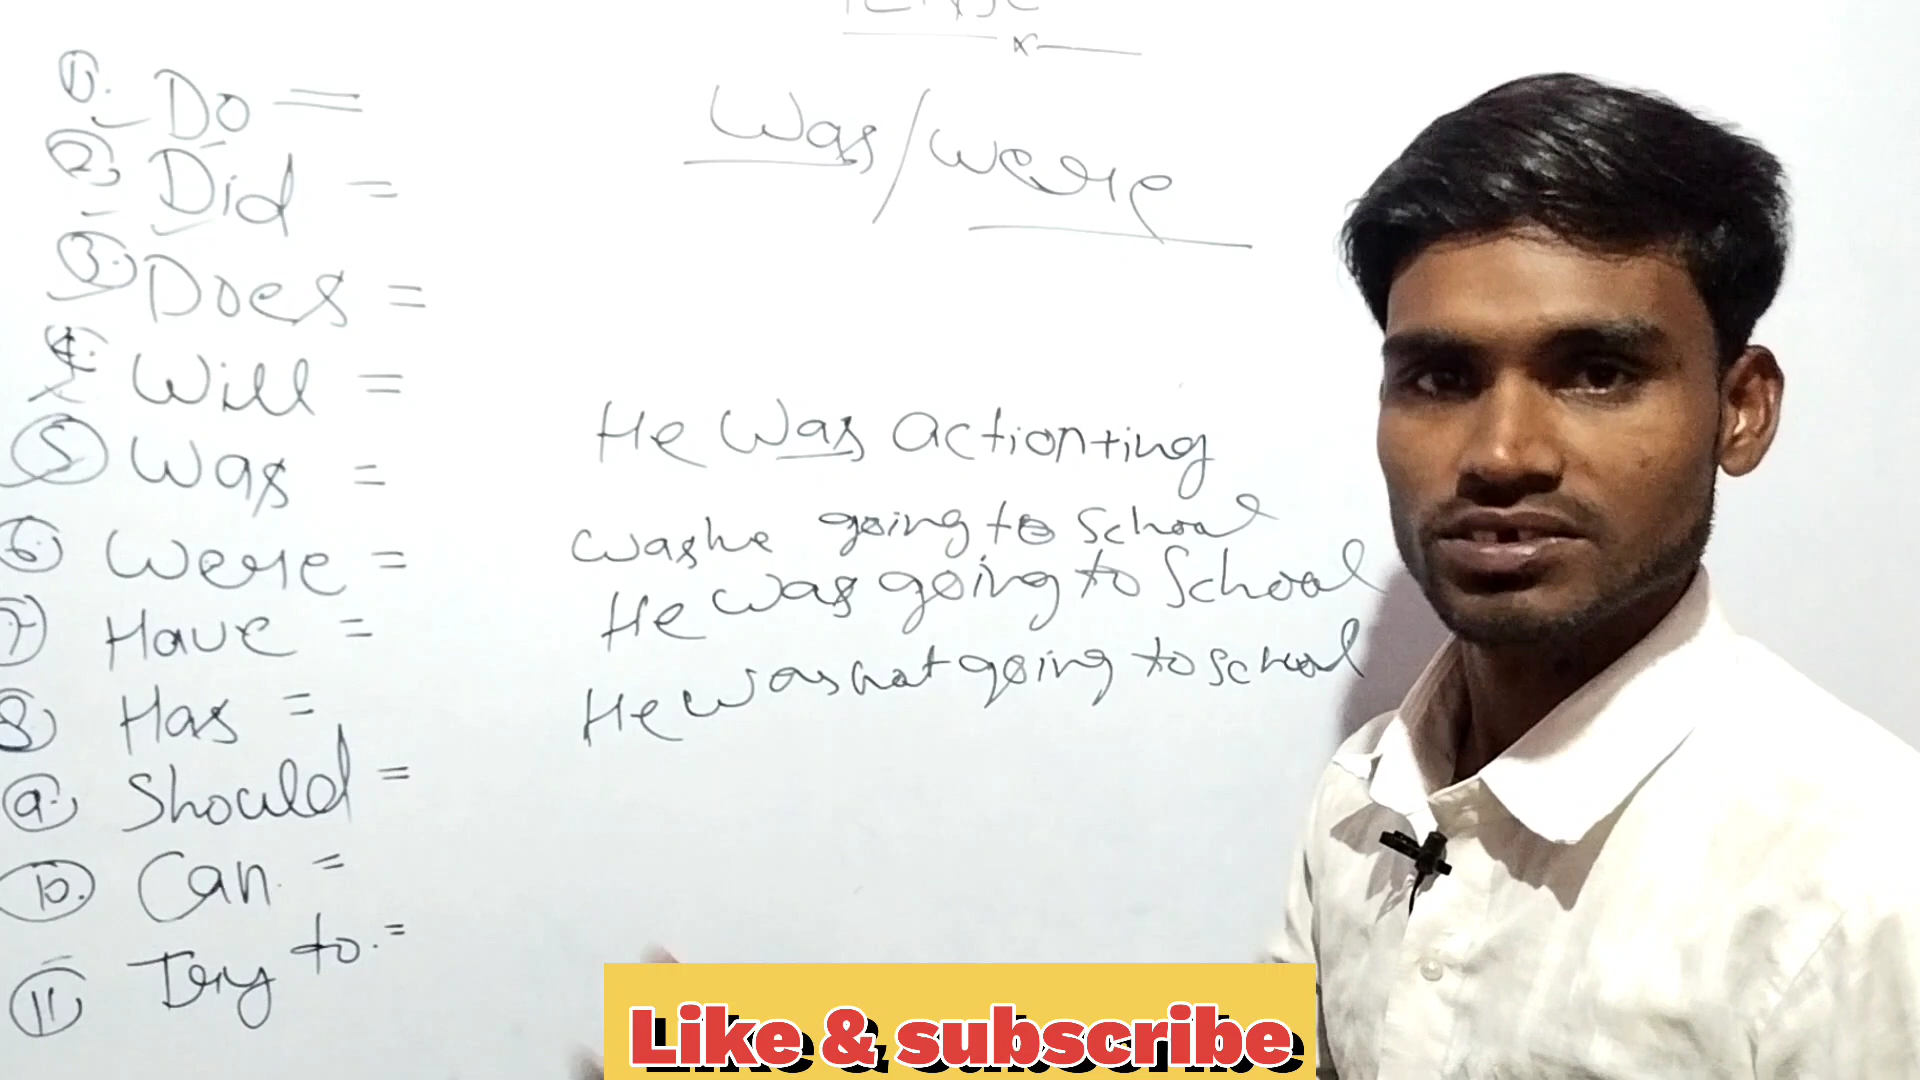 TENSE
x
Was/were
1. Do =
2. Did =
3. Does =
4. Will =
5 Was =
6 Were =
7 Have =
8 Has =
9. Should =
10. Can =
11 Try to. =
He Was actionting
washe going to School
He was going to School
He was not going to school
Like & subscribe